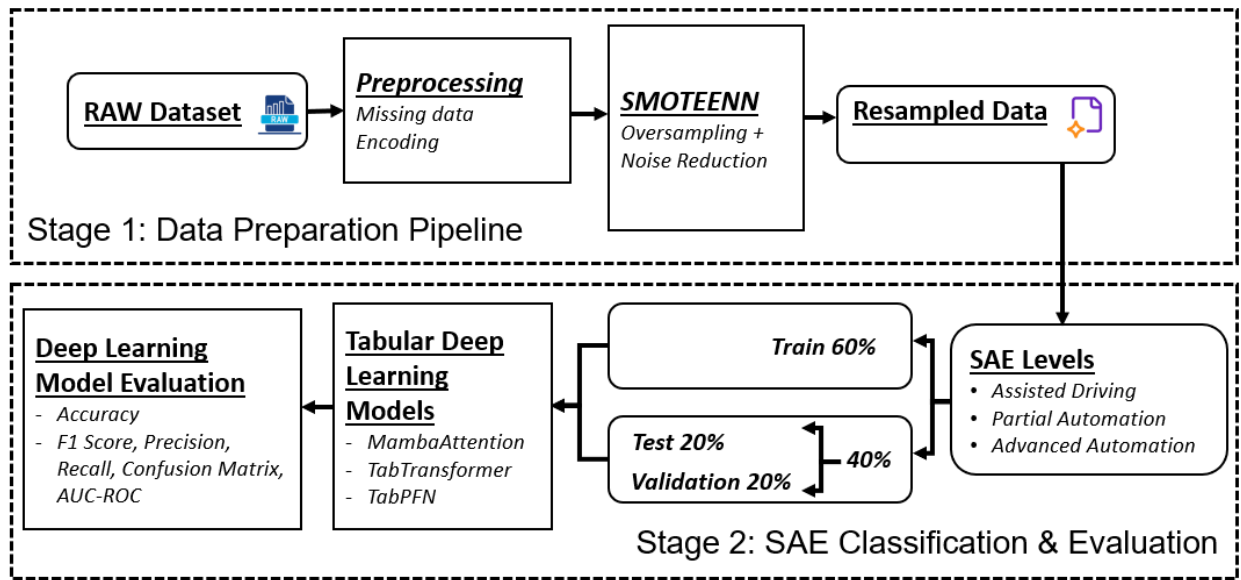 RAW Dataset
RAW
Preprocessing
Missing data
Encoding
SMOTEENN
Oversampling +
Noise Reduction
Resampled Data
Stage 1: Data Preparation Pipeline
Deep Learning
Model Evaluation
- Accuracy
- F1 Score, Precision,
Recall, Confusion Matrix,
AUC-ROC
Tabular Deep
Learning
Models
- MambaAttention
- TabTransformer
- TabPFN
Train 60%
Test 20%
Validation 20%
40%
SAE Levels
• Assisted Driving
• Partial Automation
• Advanced Automation
Stage 2: SAE Classification & Evaluation